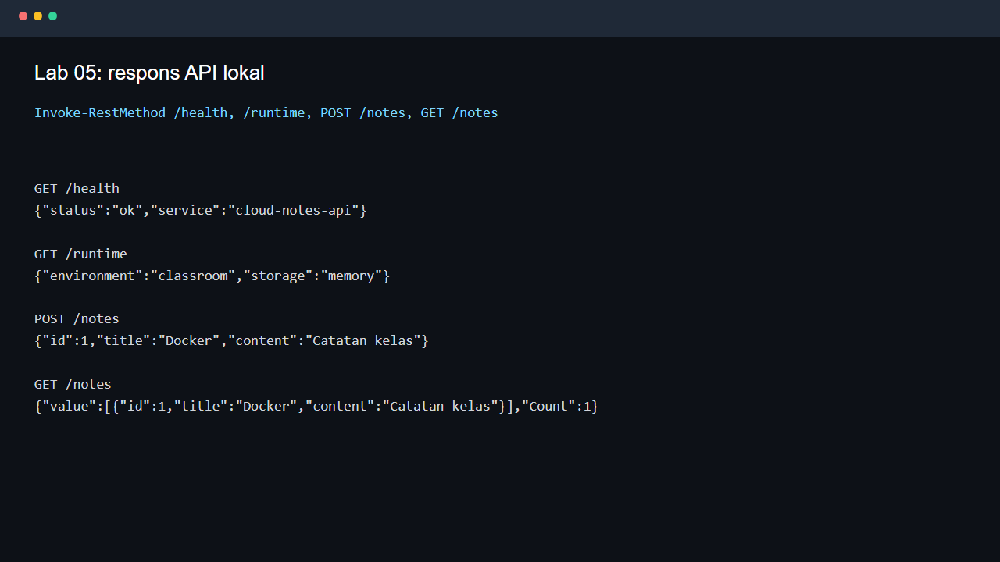 Lab 05: respons API lokal
Invoke-RestMethod /health, /runtime, POST /notes, GET /notes
GET /health
{"status":"ok","service":"cloud-notes-api"}
GET /runtime
{"environment":"classroom","storage":"memory"}
POST /notes
{"id":1,"title":"Docker","content":"Catatan kelas"}
GET /notes
{"value":[{"id":1,"title":"Docker","content":"Catatan kelas"}],"Count":1}